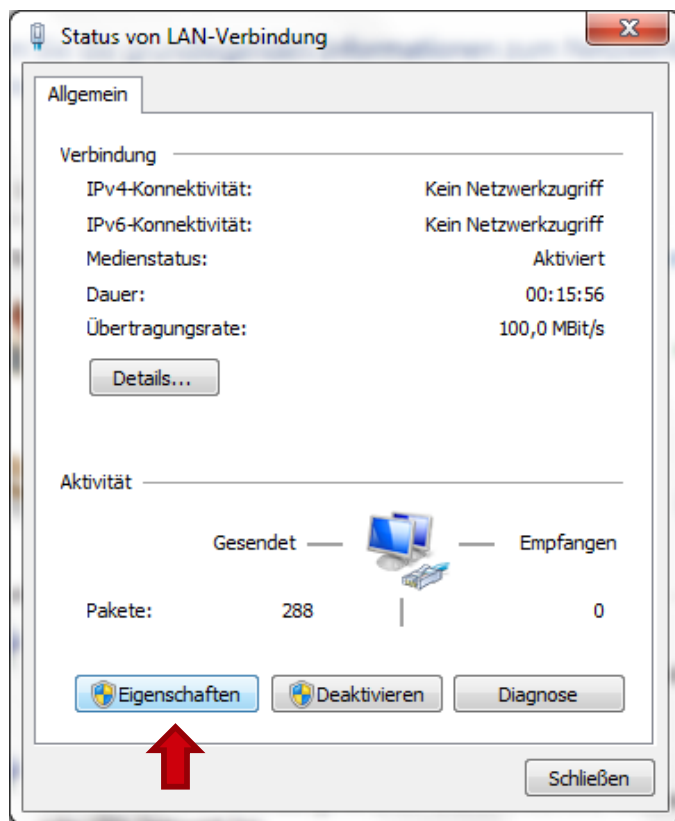 Status von LAN-Verbindung
Allgemein
Verbindung
IPv4-Konnektivität: Kein Netzwerkzugriff
IPv6-Konnektivität: Kein Netzwerkzugriff
Medienstatus: Aktiviert
Dauer: 00:15:56
Übertragungsrate: 100,0 MBit/s
Details...
Aktivität
Gesendet Empfangen
Pakete: 288 0
Eigenschaften Deaktivieren Diagnose
Schließen